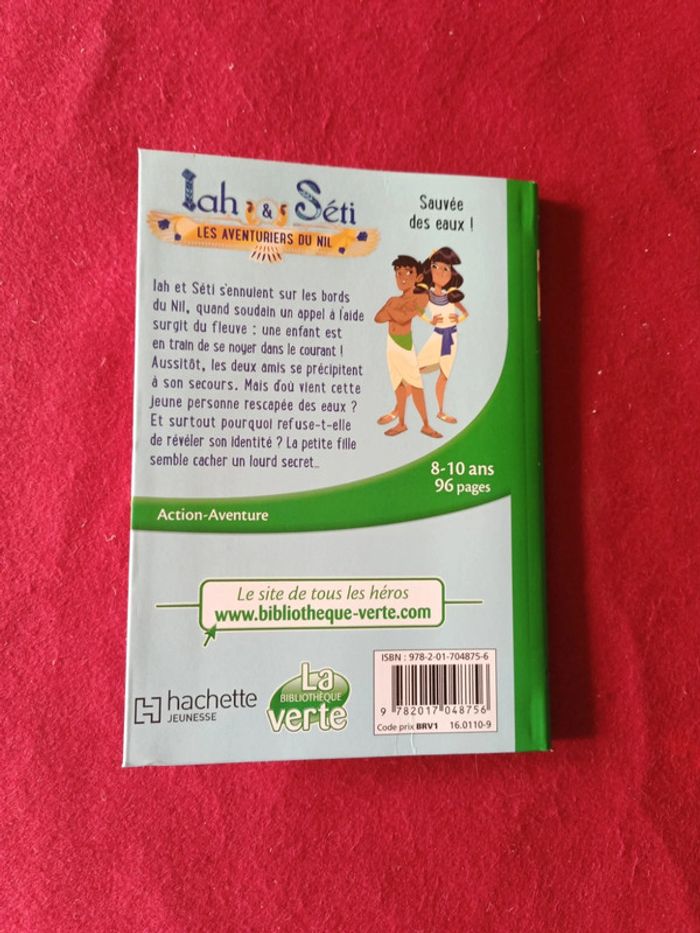 Iah & Séti
LES AVENTURIERS DU NIL
Sauvée
des eaux !
Iah et Séti s'ennuient sur les bords
du Nil, quand soudain un appel à l'aide
surgit du fleuve : une enfant est
en train de se noyer dans le courant !
Aussitôt, les deux amis se précipitent
à son secours. Mais d'où vient cette
jeune personne rescapée des eaux ?
Et surtout pourquoi refuse-t-elle
de révéler son identité ? La petite fille
semble cacher un lourd secret...
8-10 ans
96 pages
Action-Aventure
Le site de tous les héros
www.bibliotheque-verte.com
hachette
JEUNESSE
La
BIBLIOTHÈQUE
verte
ISBN : 978-2-01-704875-6
9 782017 048756
Code prix BRV1 16.0110-9